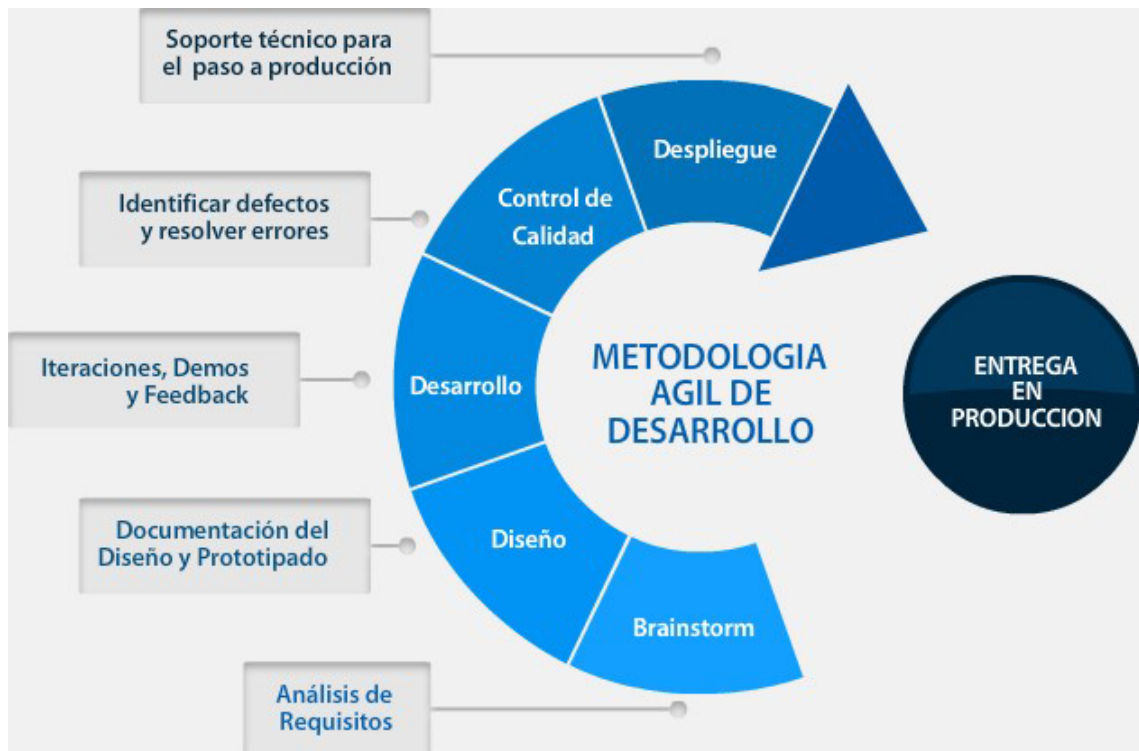 Soporte técnico para
el paso a producción
Despliegue
Control de
Calidad
Identificar defectos
y resolver errores
METODOLOGIA
AGIL DE
DESARROLLO
ENTREGA
EN
PRODUCCION
Iteraciones, Demos
y Feedback
Desarrollo
Documentación del
Diseño y Prototipado
Diseño
Brainstorm
Análisis de
Requisitos